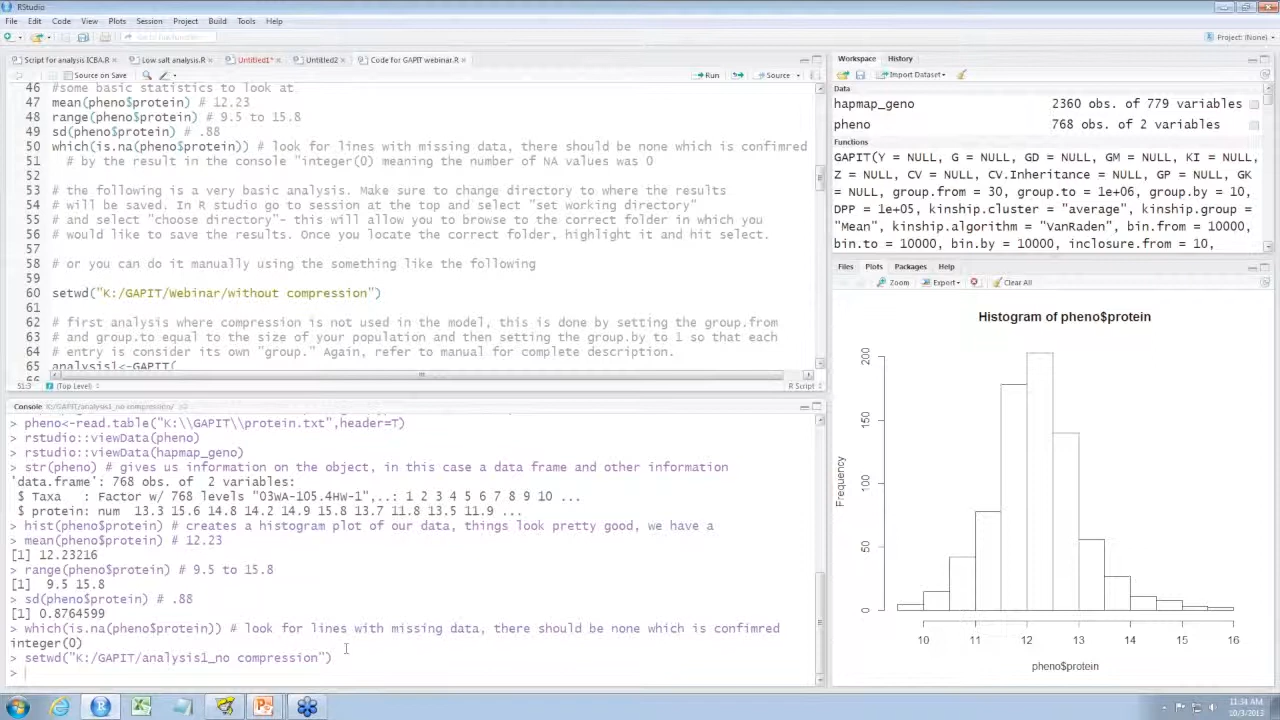 RStudio
File Edit Code View Plots Session Project Build Tools Help
Project: (None)
Script for analysis ICBA.R Low salt analysis.R Untitled1* Untitled2 Code for GAPIT webinar.R
Source on Save Run Source
46 #some basic statistics to look at
47 mean(pheno$protein) # 12.23
48 range(pheno$protein) # 9.5 to 15.8
49 sd(pheno$protein) # .88
50 which(is.na(pheno$protein)) # look for lines with missing data, there should be none which is confimred
51 # by the result in the console "integer(0) meaning the number of NA values was 0
52
53 # the following is a very basic analysis. Make sure to change directory to where the results
54 # will be saved. In R studio go to session at the top and select "set working directory"
55 # and select "choose directory"- this will allow you to browse to the correct folder in which you
56 # would like to save the results. Once you locate the correct folder, highlight it and hit select.
57
58 # or you can do it manually using the something like the following
59
60 setwd("K:/GAPIT/Webinar/without compression")
61
62 # first analysis where compression is not used in the model, this is done by setting the group.from
63 # and group.to equal to the size of your population and then setting the group.by to 1 so that each
64 # entry is consider its own "group." Again, refer to manual for complete description.
65 analysis1<-GAPIT(
66
51:3 (Top Level) R Script
Console K:/GAPIT/analysis1_no compression/
> pheno<-read.table("K:\\GAPIT\\protein.txt",header=T)
> rstudio::viewData(pheno)
> rstudio::viewData(hapmap_geno)
> str(pheno) # gives us information on the object, in this case a data frame and other information
'data.frame': 768 obs. of 2 variables:
$ Taxa : Factor w/ 768 levels "03WA-105.4HW-1",..: 1 2 3 4 5 6 7 8 9 10 ...
$ protein: num 13.3 15.6 14.8 14.2 14.9 15.8 13.7 11.8 13.5 11.9 ...
> hist(pheno$protein) # creates a histogram plot of our data, things look pretty good, we have a
> mean(pheno$protein) # 12.23
[1] 12.23216
> range(pheno$protein) # 9.5 to 15.8
[1] 9.5 15.8
> sd(pheno$protein) # .88
[1] 0.8764599
> which(is.na(pheno$protein)) # look for lines with missing data, there should be none which is confimred
integer(0)
> setwd("K:/GAPIT/analysis1_no compression")
>
Workspace History
Import Dataset
Data
hapmap_geno 2360 obs. of 779 variables
pheno 768 obs. of 2 variables
Functions
GAPIT(Y = NULL, G = NULL, GD = NULL, GM = NULL, KI = NULL,
Z = NULL, CV = NULL, CV.Inheritance = NULL, GP = NULL, GK
= NULL, group.from = 30, group.to = 1e+06, group.by = 10,
DPP = 1e+05, kinship.cluster = "average", kinship.group =
"Mean", kinship.algorithm = "VanRaden", bin.from = 10000,
bin.to = 10000, bin.by = 10000, inclosure.from = 10,
Files Plots Packages Help
Zoom Export Clear All
Histogram of pheno$protein
Frequency
200
150
100
50
0
10 11 12 13 14 15 16
pheno$protein
11:34 AM
10/3/2013